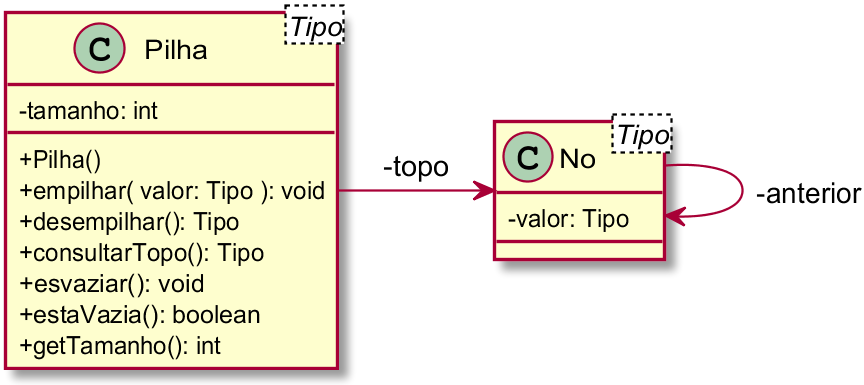 Tipo
C Pilha
-tamanho: int
+Pilha()
+empilhar( valor: Tipo ): void
+desempilhar(): Tipo
+consultarTopo(): Tipo
+esvaziar(): void
+estaVazia(): boolean
+getTamanho(): int
-topo
Tipo
C No
-valor: Tipo
-anterior